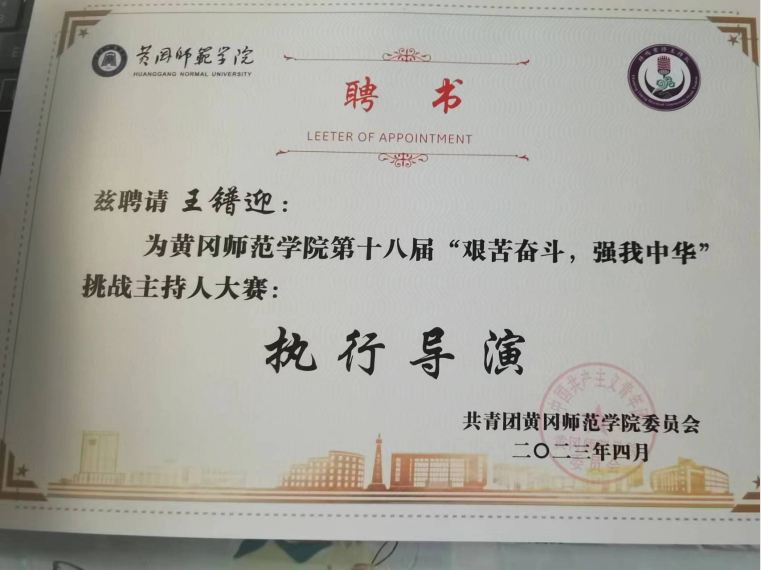 黄冈师范学院
HUANGGANG NORMAL UNIVERSITY
聘 书
LEETER OF APPOINTMENT
兹聘请 王锴迎：
为黄冈师范学院第十八届“艰苦奋斗，强我中华”
挑战主持人大赛：
执行导演
共青团黄冈师范学院委员会
二〇二三年四月